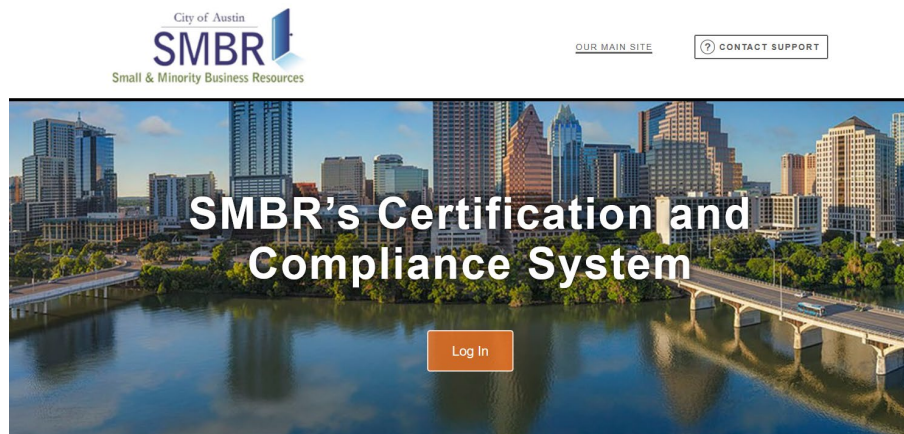 City of Austin
SMBR
Small & Minority Business Resources
OUR MAIN SITE
? CONTACT SUPPORT
SMBR's Certification and
Compliance System
Log In